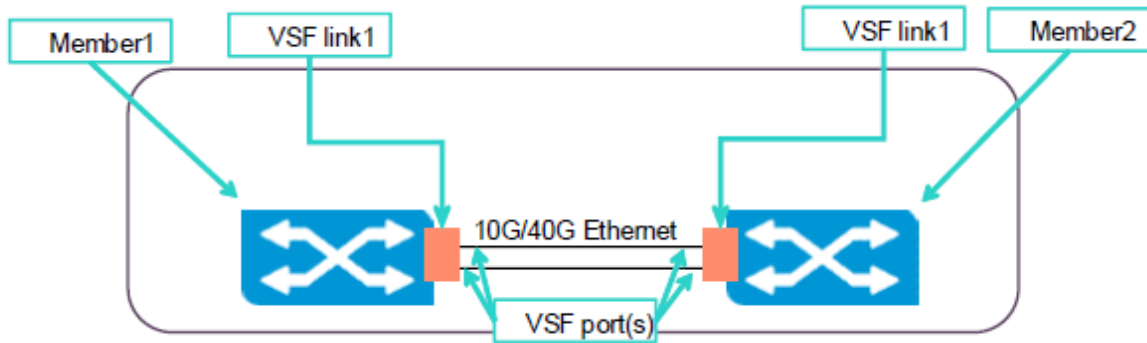 Member1
VSF link1
VSF link1
Member2
10G/40G Ethernet
VSF port(s)